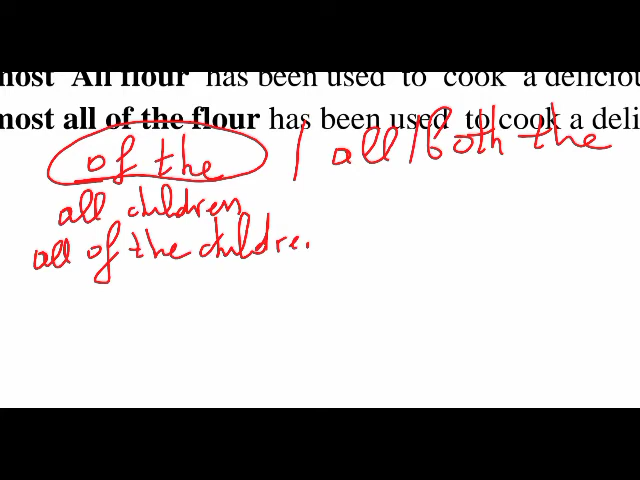 most All flour has been used to cook a deliciou
most all of the flour has been used to cook a deli
of the / all/both the
all children
all of the childre.